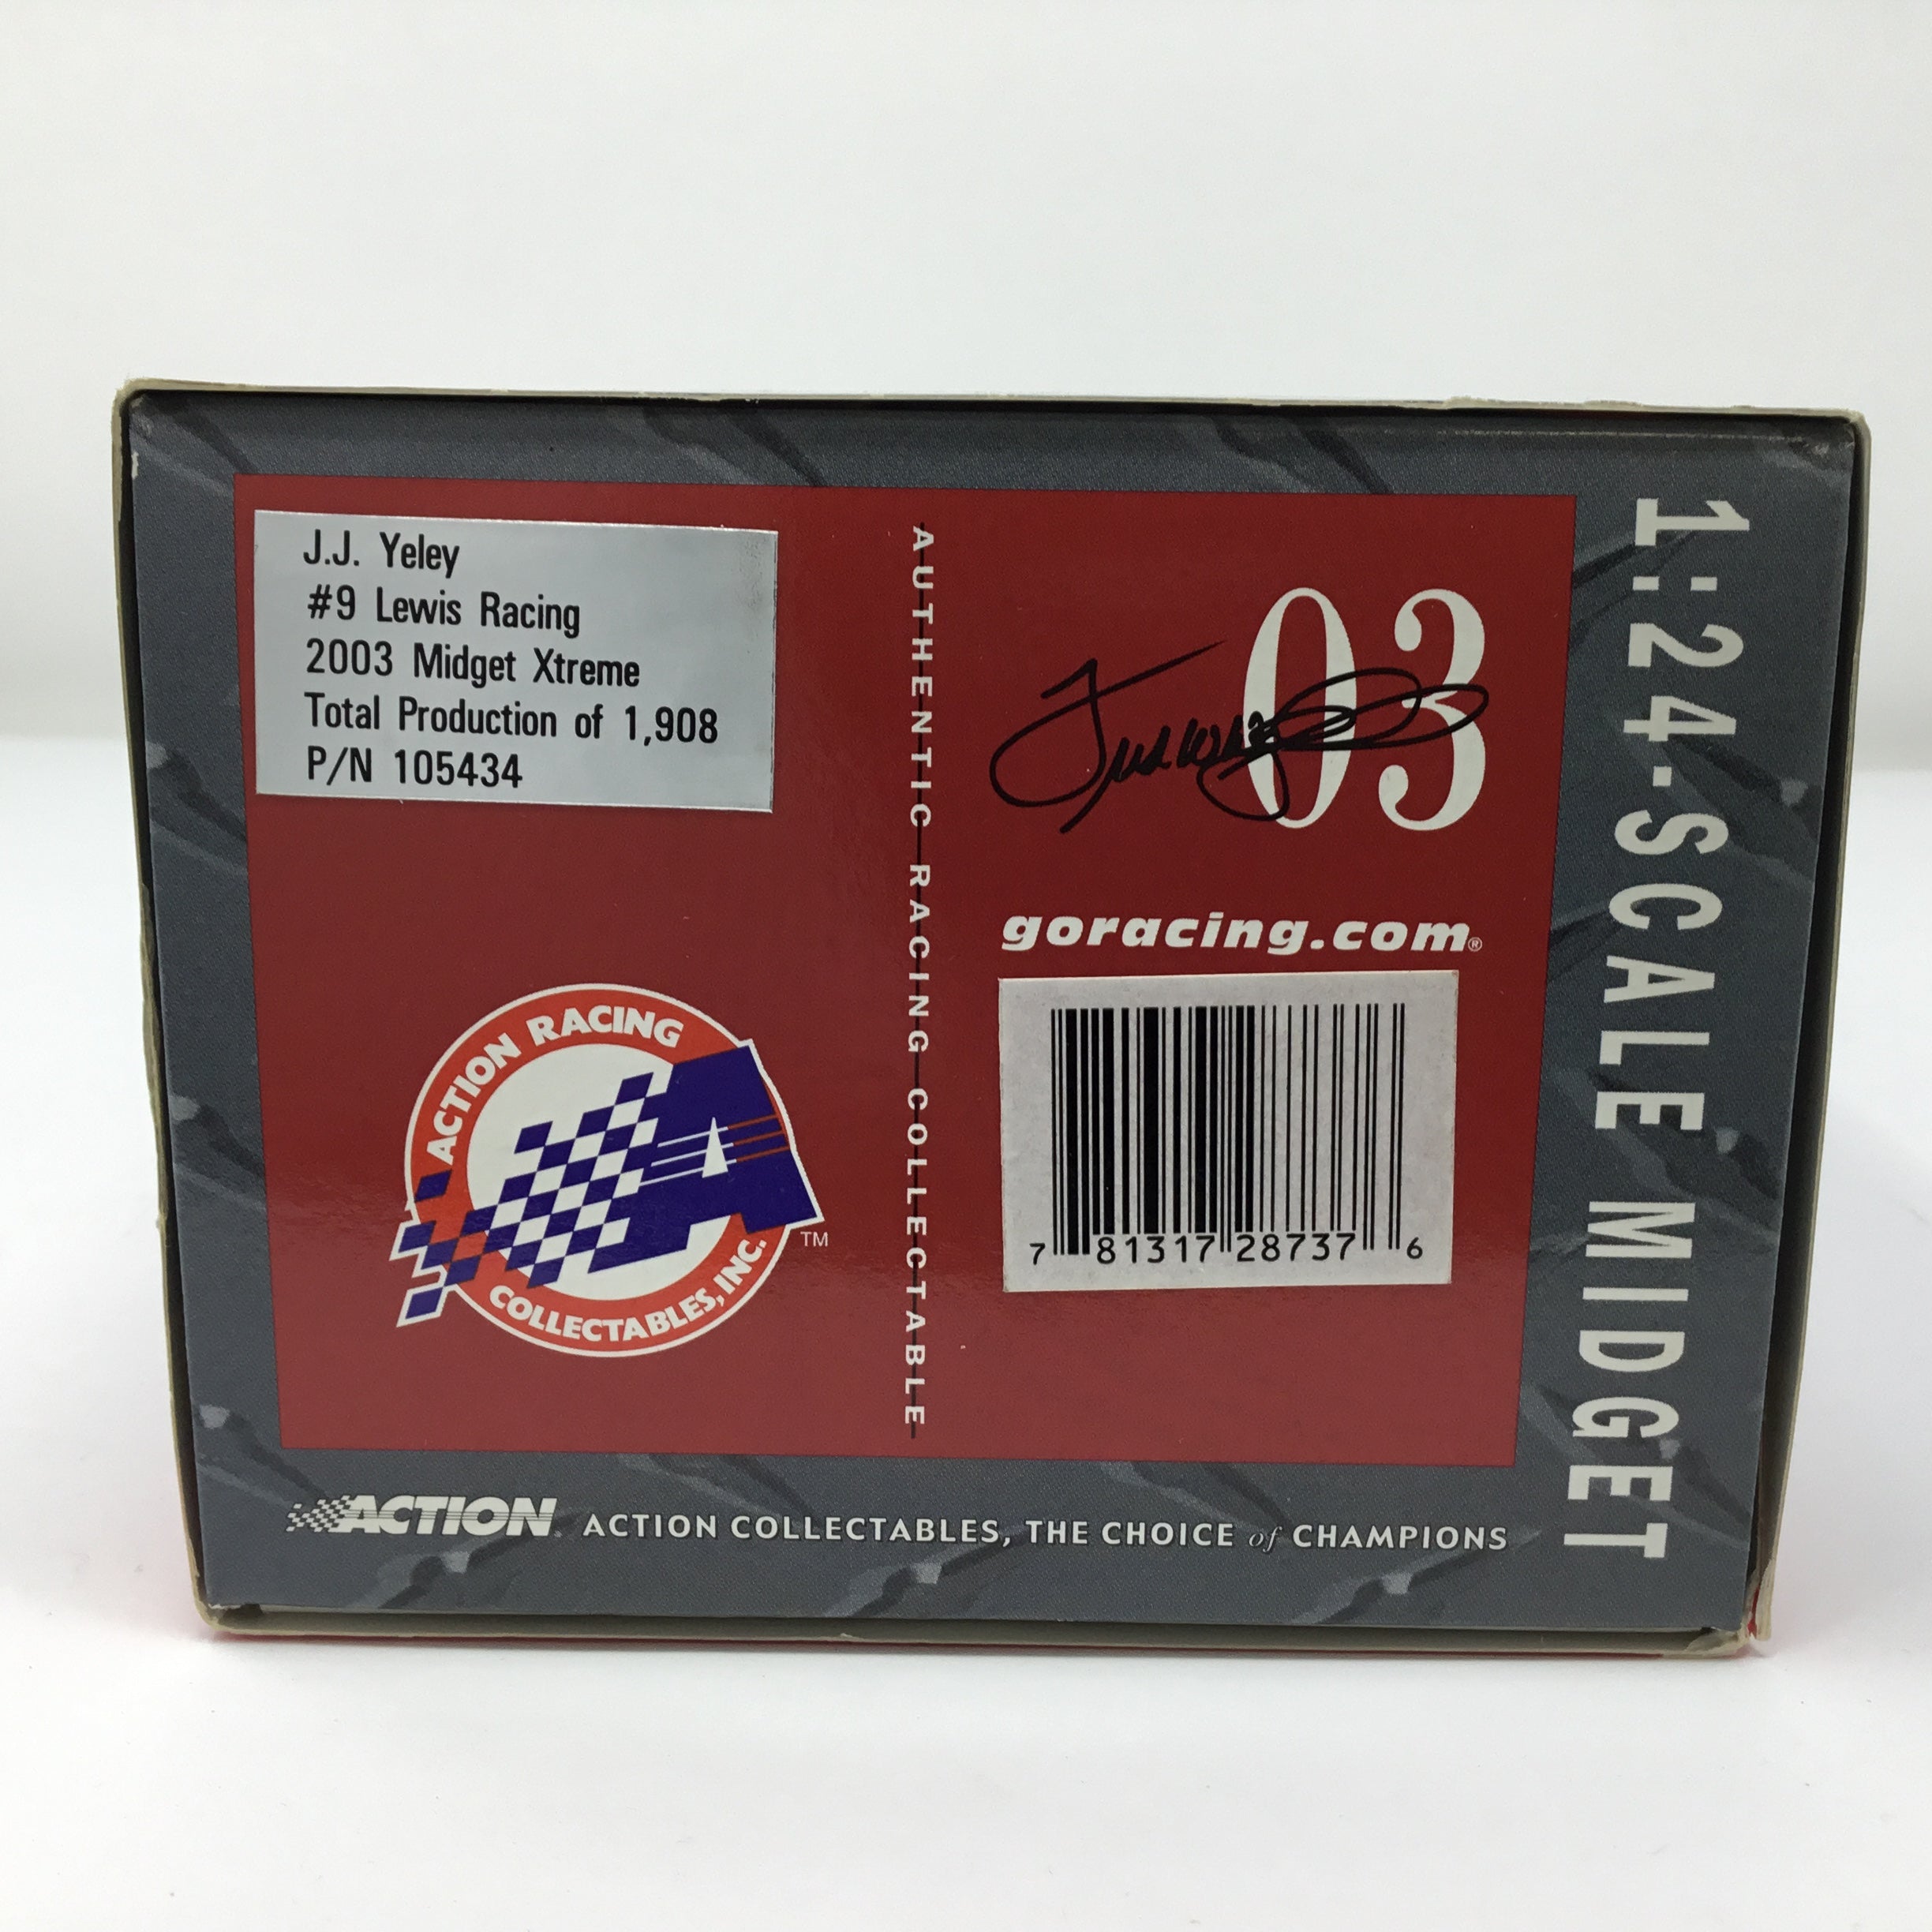 J.J. Yeley
#9 Lewis Racing
2003 Midget Xtreme
Total Production of 1,908
P/N 105434
ACTION RACING
A
COLLECTABLES, INC.
TM
AUTHENTIC RACING COLLECTABLE
03
goracing.com®
7 81317 28737 6
1:24-SCALE MIDGET
ACTION
ACTION COLLECTABLES, THE CHOICE of CHAMPIONS